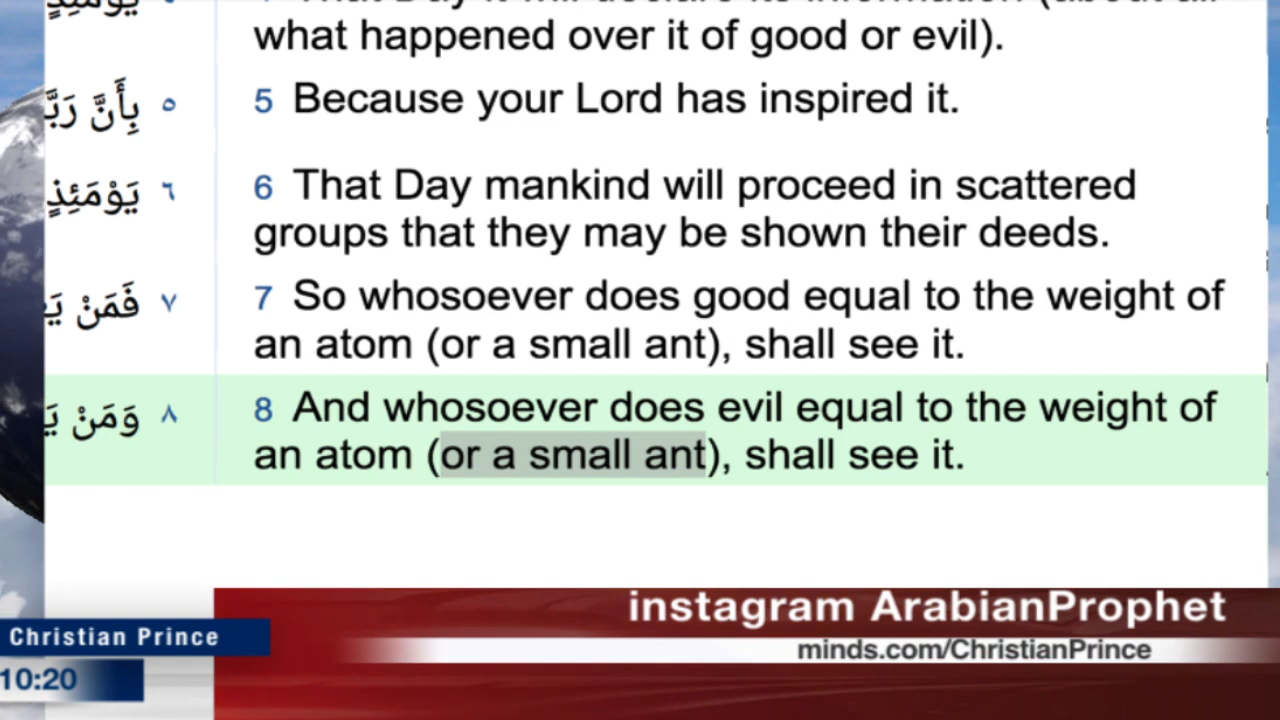 what happened over it of good or evil).
بِأَنَّ رَبَّ ٥
5 Because your Lord has inspired it.
يَوْمَئِذٍ ٦
6 That Day mankind will proceed in scattered
groups that they may be shown their deeds.
فَمَنْ يَ ٧
7 So whosoever does good equal to the weight of
an atom (or a small ant), shall see it.
وَمَنْ يَ ٨
8 And whosoever does evil equal to the weight of
an atom (or a small ant), shall see it.
instagram ArabianProphet
Christian Prince
minds.com/ChristianPrince
10:20